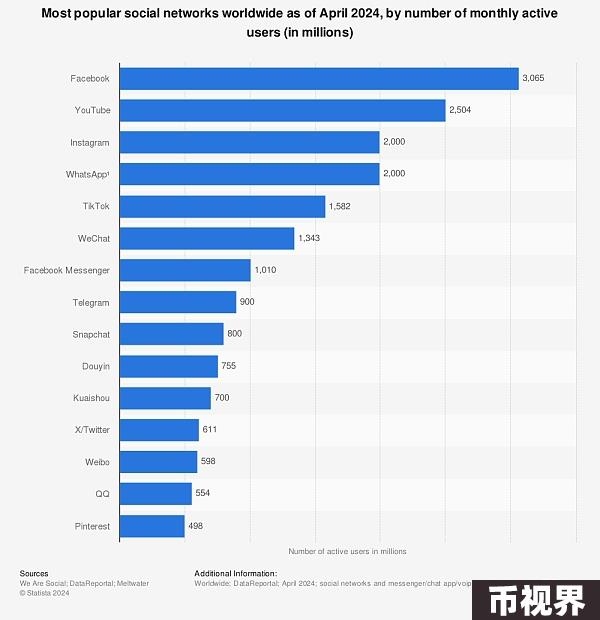 Most popular social networks worldwide as of April 2024, by number of monthly active
users (in millions)
Facebook 3,065
YouTube 2,504
Instagram 2,000
WhatsApp¹ 2,000
TikTok 1,582
WeChat 1,343
Facebook Messenger 1,010
Telegram 900
Snapchat 800
Douyin 755
Kuaishou 700
X/Twitter 611
Weibo 598
QQ 554
Pinterest 498
Number of active users in millions
Sources
We Are Social; DataReportal; Meltwater
© Statista 2024
Additional Information:
Worldwide; DataReportal; April 2024; social networks and messenger/chat app/voip
币视界